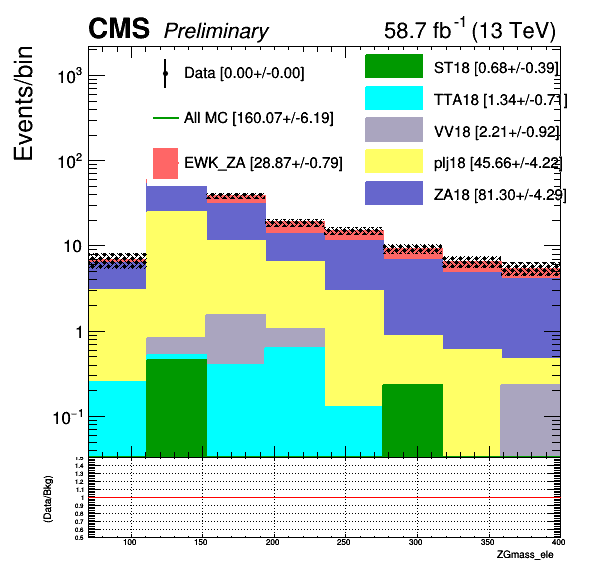 CMS Preliminary 58.7 fb⁻¹ (13 TeV)
Events/bin
Data [0.00+/-0.00]
All MC [160.07+/-6.19]
EWK_ZA [28.87+/-0.79]
ST18 [0.68+/-0.39]
TTA18 [1.34+/-0.71]
VV18 [2.21+/-0.92]
plj18 [45.66+/-4.22]
ZA18 [81.30+/-4.29]
10³
10²
10
1
10⁻¹
(Data/Bkg)
1.5
1.4
1.3
1.2
1.1
1
0.9
0.8
0.7
0.6
0.5
100 150 200 250 300 350 400
ZGmass_ele